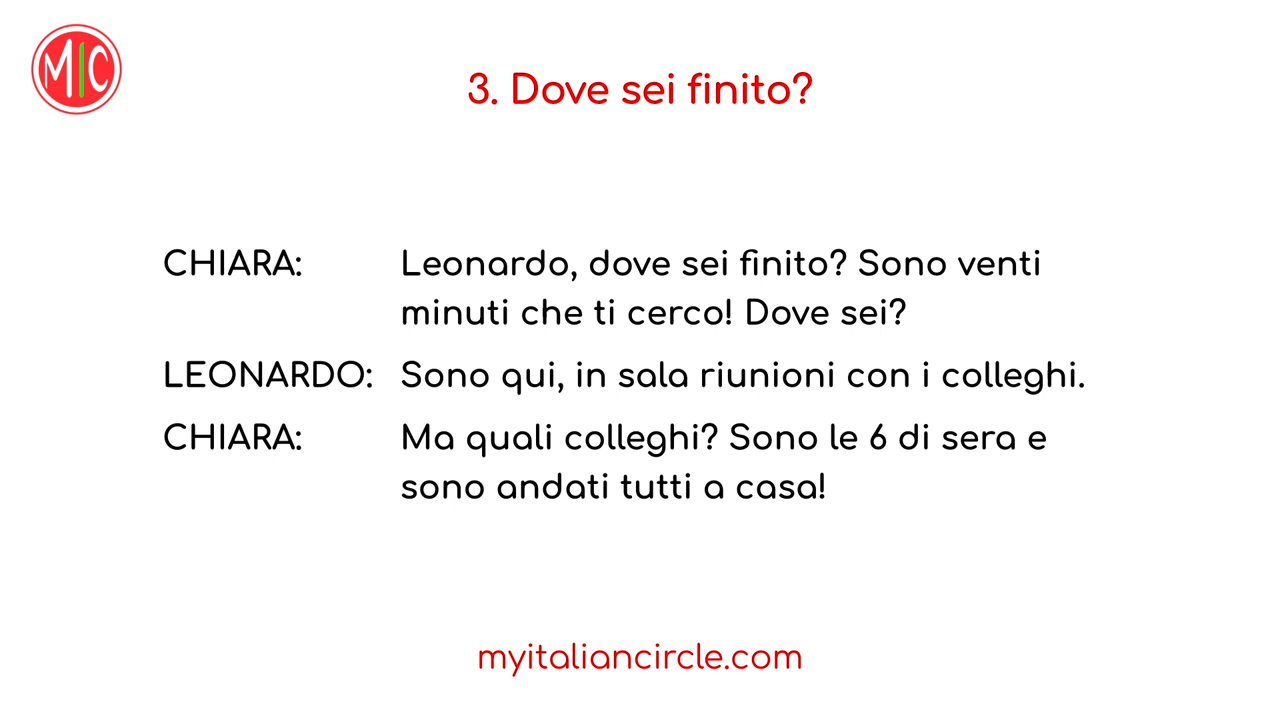 MIC
3. Dove sei finito?
CHIARA: Leonardo, dove sei finito? Sono venti
minuti che ti cerco! Dove sei?
LEONARDO: Sono qui, in sala riunioni con i colleghi.
CHIARA: Ma quali colleghi? Sono le 6 di sera e
sono andati tutti a casa!
myitaliancircle.com